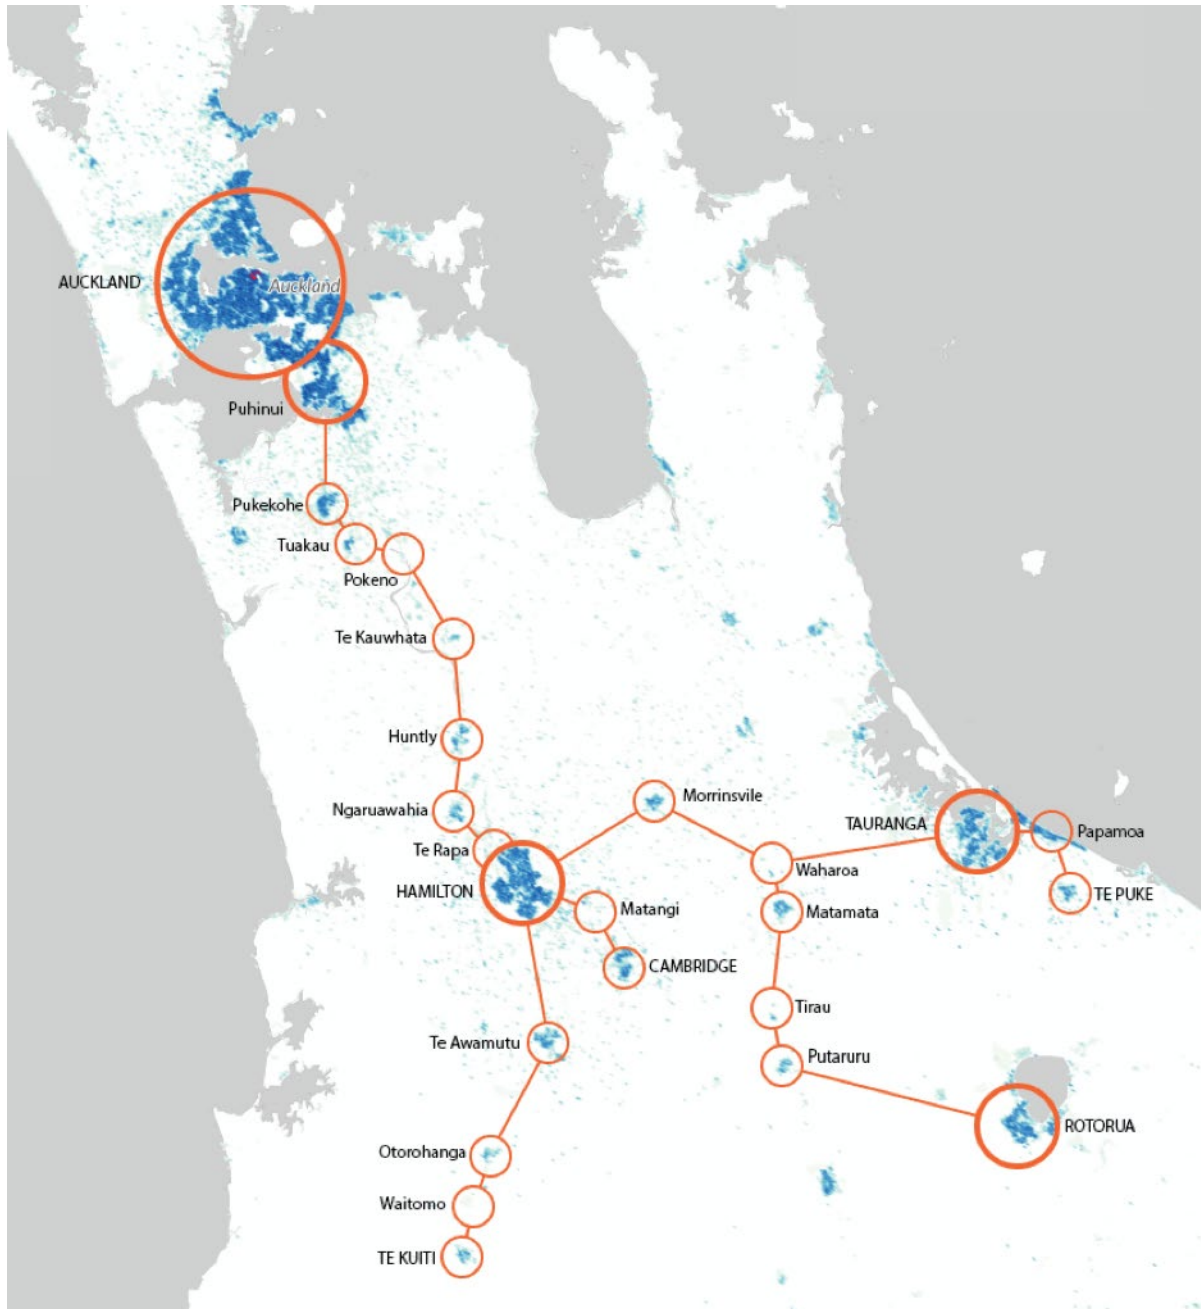 AUCKLAND
Auckland
Puhinui
Pukekohe
Tuakau
Pokeno
Te Kauwhata
Huntly
Ngaruawahia
Morrinsvile
TAURANGA
Papamoa
Te Rapa
Waharoa
HAMILTON
TE PUKE
Matangi
Matamata
CAMBRIDGE
Tirau
Te Awamutu
Putaruru
ROTORUA
Otorohanga
Waitomo
TE KUITI